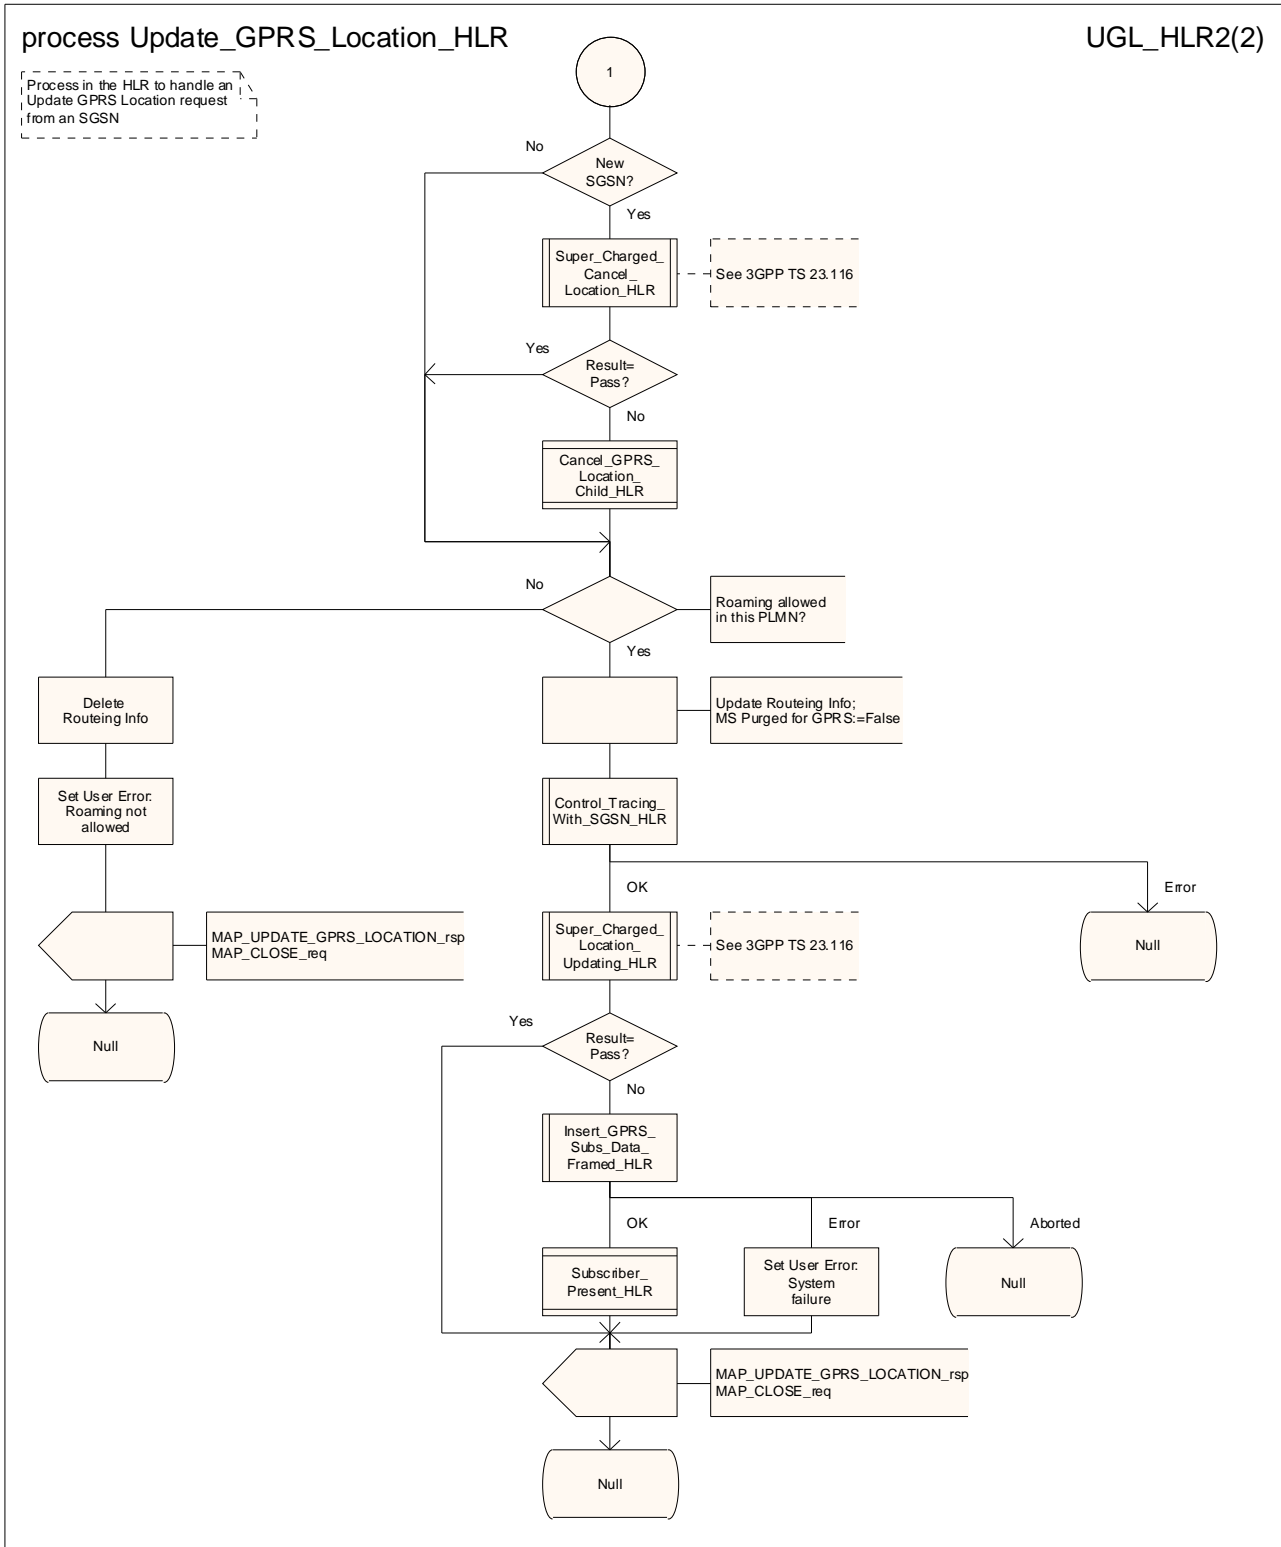 process Update_GPRS_Location_HLR
UGL_HLR2(2)
Process in the HLR to handle an
Update GPRS Location request
from an SGSN
1
No
New
SGSN?
Yes
Super_Charged_
Cancel_
Location_HLR
See 3GPP TS 23.116
Yes
Result=
Pass?
No
Cancel_GPRS_
Location_
Child_HLR
No
Roaming allowed
in this PLMN?
Yes
Delete
Routeing Info
Update Routeing Info;
MS Purged for GPRS:=False
Set User Error:
Roaming not
allowed
Control_Tracing_
With_SGSN_HLR
OK
Error
MAP_UPDATE_GPRS_LOCATION_rsp
MAP_CLOSE_req
Super_Charged_
Location_
Updating_HLR
See 3GPP TS 23.116
Null
Null
Yes
Result=
Pass?
No
Insert_GPRS_
Subs_Data_
Framed_HLR
OK
Error
Aborted
Subscriber_
Present_HLR
Set User Error:
System
failure
Null
MAP_UPDATE_GPRS_LOCATION_rsp
MAP_CLOSE_req
Null